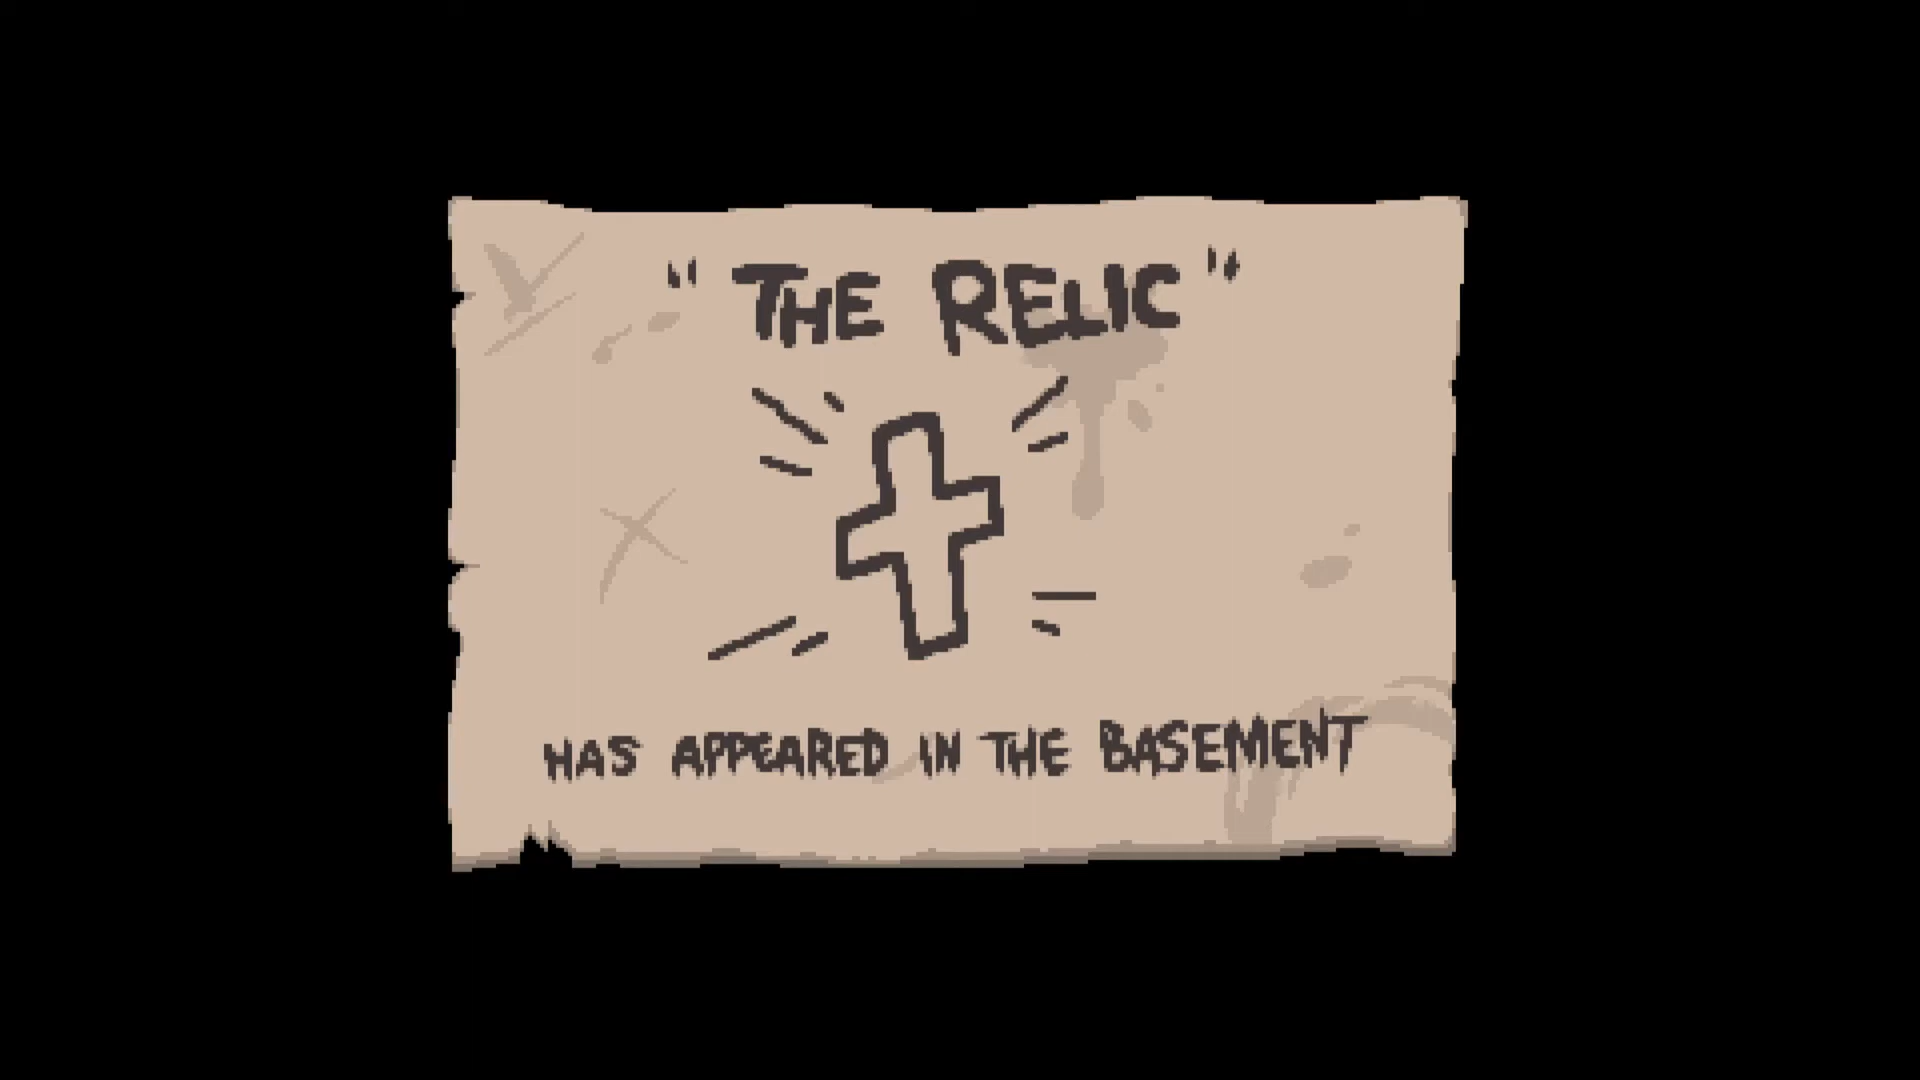 "THE RELIC"
HAS APPEARED IN THE BASEMENT